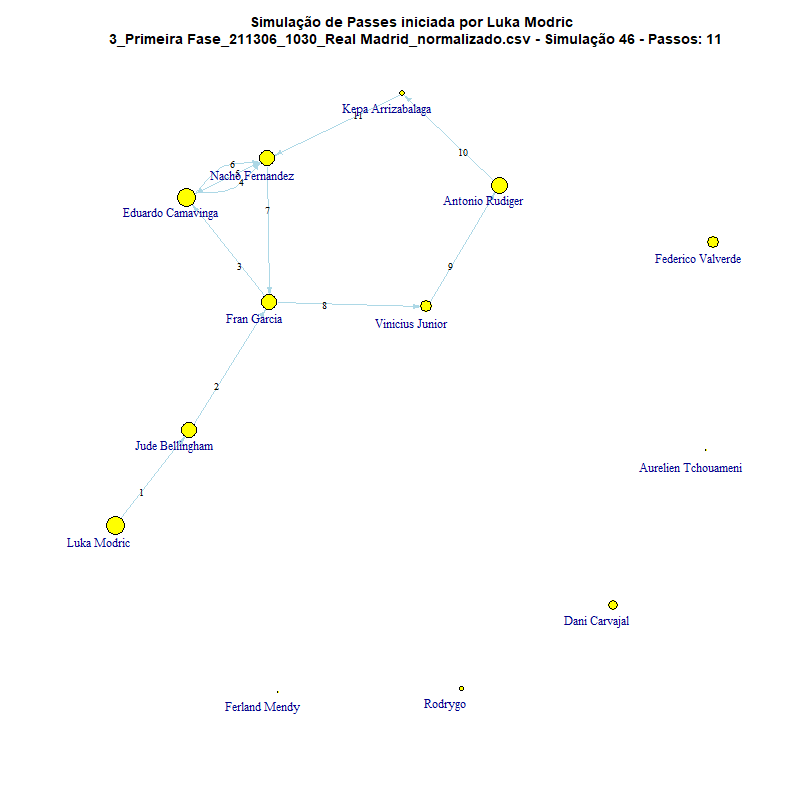 Simulação de Passes iniciada por Luka Modric
3_Primeira Fase_211306_1030_Real Madrid_normalizado.csv - Simulação 46 - Passos: 11
Kepa Arrizabalaga
11
10
6
5
4
Nacho Fernandez
Antonio Rudiger
Eduardo Camavinga
7
Federico Valverde
3
9
8
Fran Garcia
Vinicius Junior
2
Jude Bellingham
Aurelien Tchouameni
1
Luka Modric
Dani Carvajal
Ferland Mendy
Rodrygo